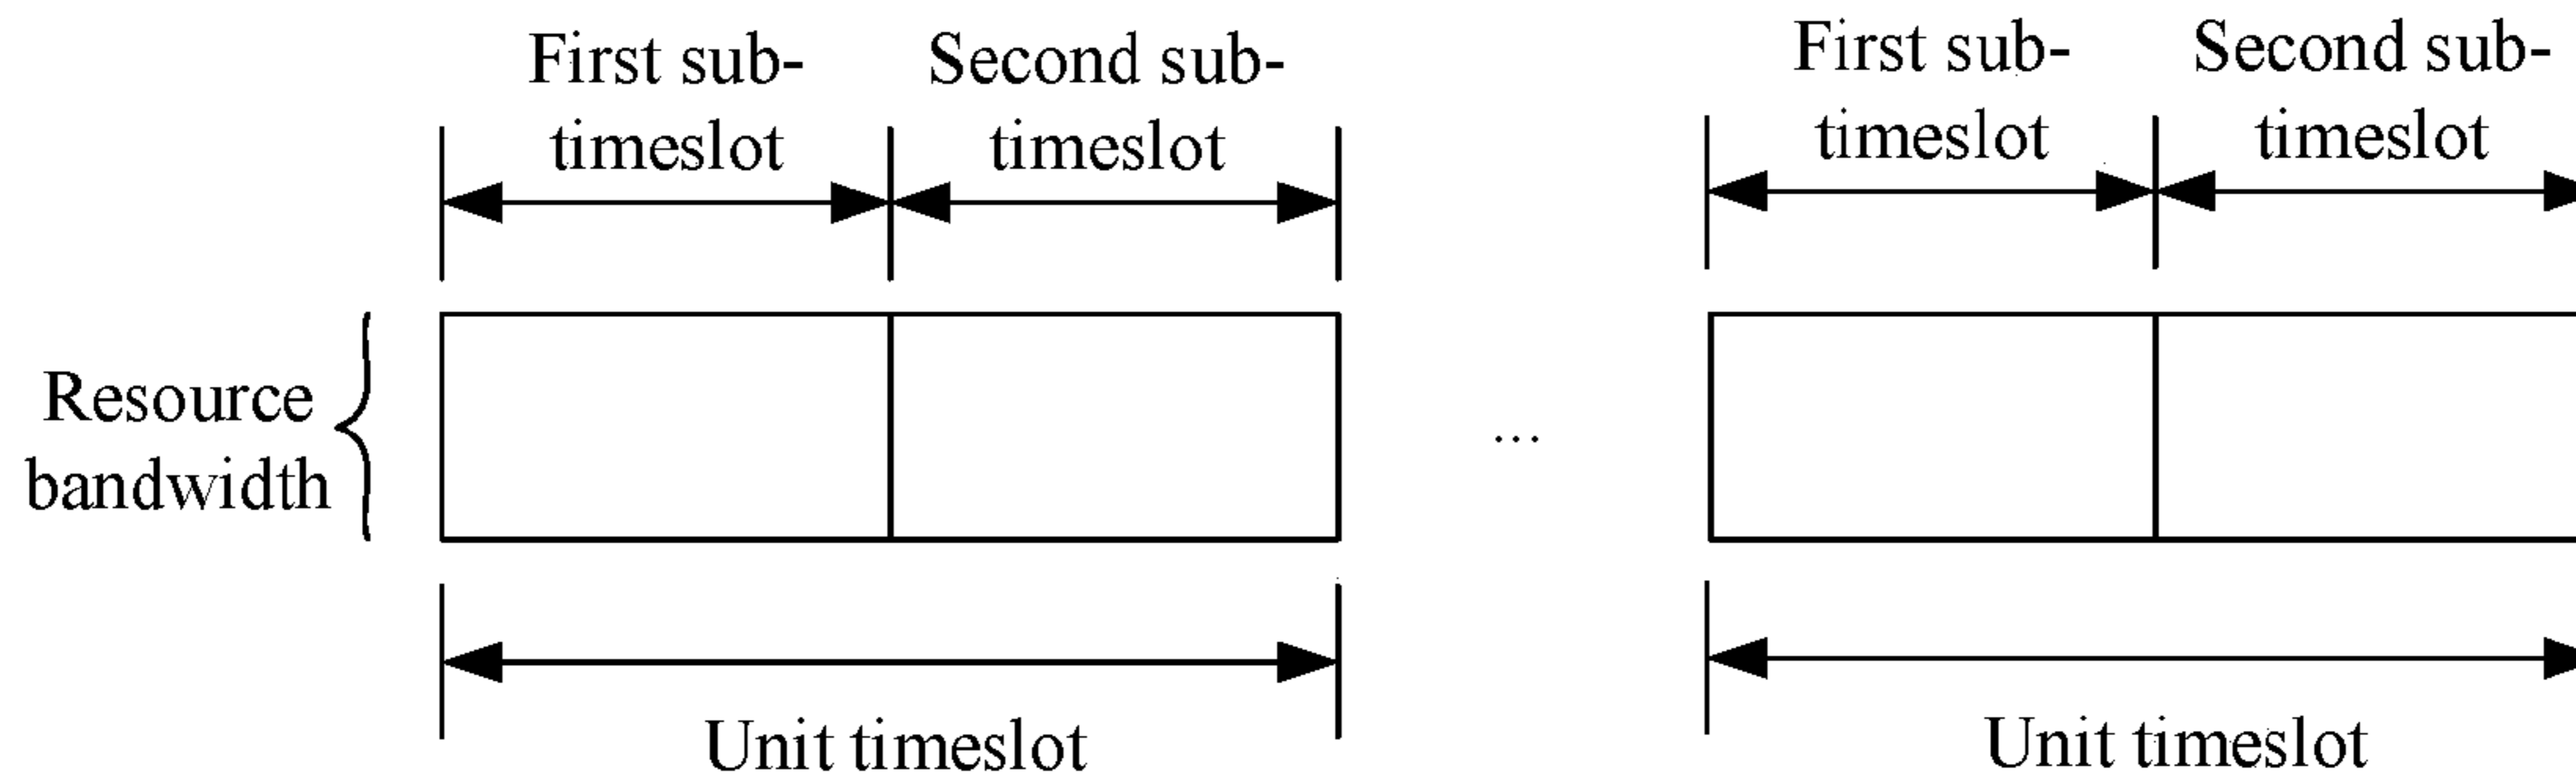 First sub-
timeslot
Second sub-
timeslot
First sub-
timeslot
Second sub-
timeslot
Resource
bandwidth
...
Unit timeslot
Unit timeslot